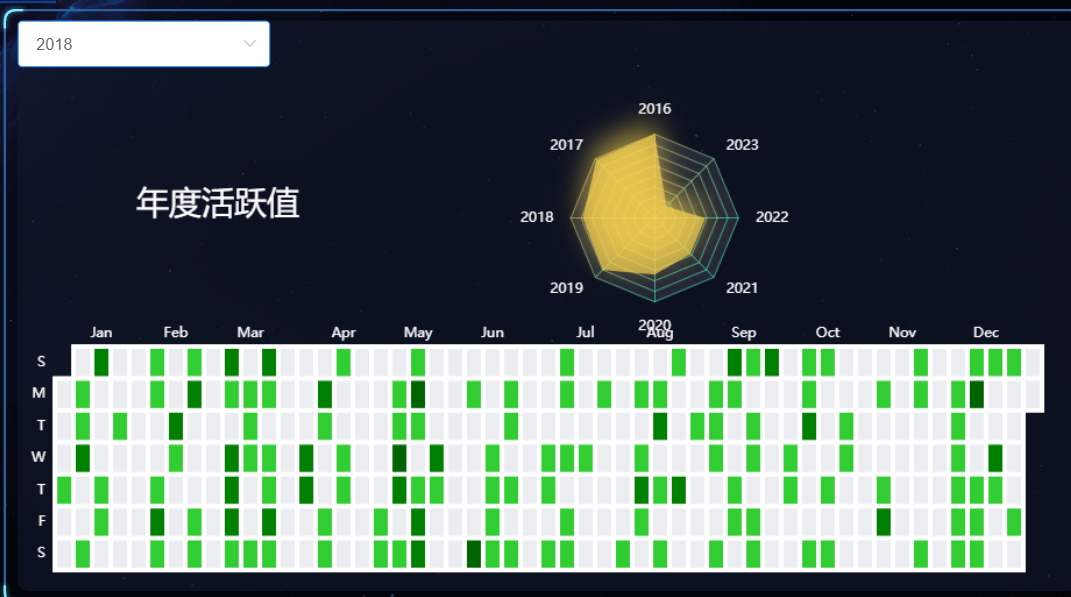 2018
2016
2017 2023
年度活跃值
2018 2022
2019 2021
2020
Jan Feb Mar Apr May Jun Jul Aug Sep Oct Nov Dec
S
M
T
W
T
F
S